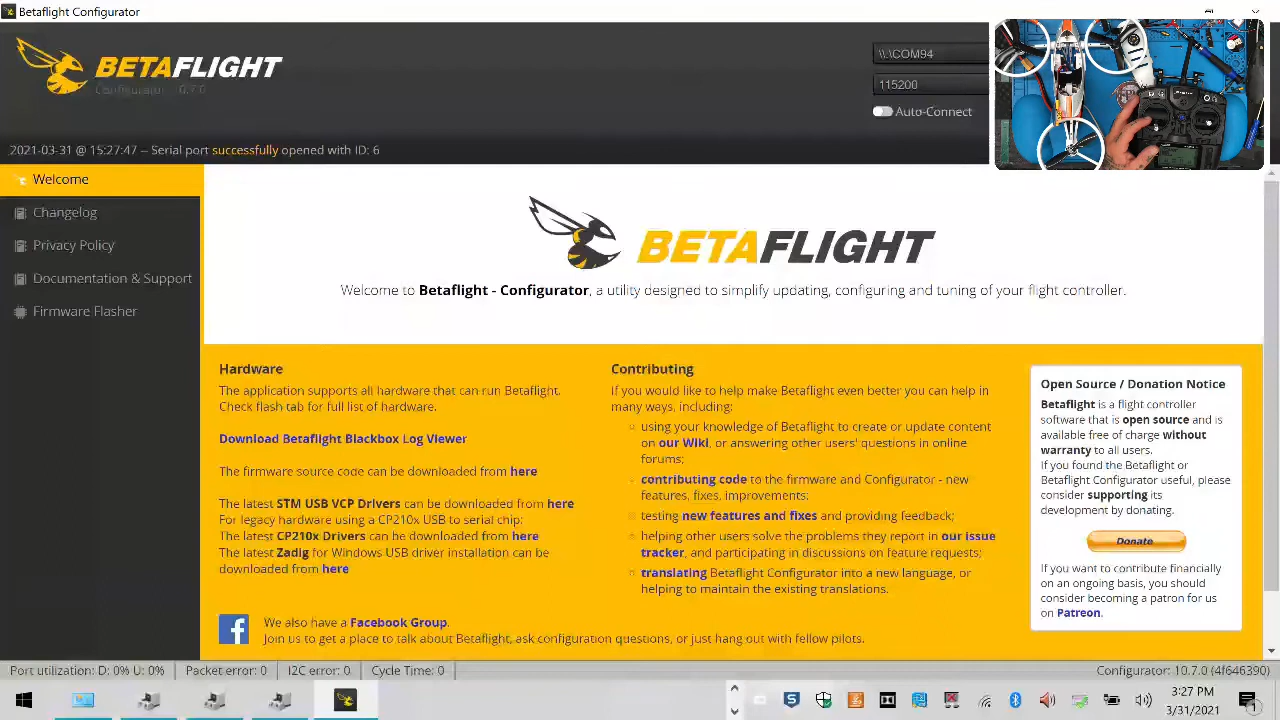 Betaflight Configurator
BETAFLIGHT
Configurator 0.7.0
\\.\COM94
115200
Auto-Connect
2021-03-31 @ 15:27:47 -- Serial port successfully opened with ID: 6
Welcome
Changelog
Privacy Policy
Documentation & Support
Firmware Flasher
BETAFLIGHT
Welcome to Betaflight - Configurator, a utility designed to simplify updating, configuring and tuning of your flight controller.
Hardware
The application supports all hardware that can run Betaflight.
Check flash tab for full list of hardware.
Download Betaflight Blackbox Log Viewer
The firmware source code can be downloaded from here
The latest STM USB VCP Drivers can be downloaded from here
For legacy hardware using a CP210x USB to serial chip:
The latest CP210x Drivers can be downloaded from here
The latest Zadig for Windows USB driver installation can be
downloaded from here
Contributing
If you would like to help make Betaflight even better you can help in
many ways, including:
using your knowledge of Betaflight to create or update content
on our Wiki, or answering other users' questions in online
forums;
contributing code to the firmware and Configurator - new
features, fixes, improvements;
testing new features and fixes and providing feedback;
helping other users solve the problems they report in our issue
tracker, and participating in discussions on feature requests;
translating Betaflight Configurator into a new language, or
helping to maintain the existing translations.
Open Source / Donation Notice
Betaflight is a flight controller
software that is open source and is
available free of charge without
warranty to all users.
If you found the Betaflight or
Betaflight Configurator useful, please
consider supporting its
development by donating.
Donate
If you want to contribute financially
on an ongoing basis, you should
consider becoming a patron for us
on Patreon.
We also have a Facebook Group.
Join us to get a place to talk about Betaflight, ask configuration questions, or just hang out with fellow pilots.
Port utilization: D: 0% U: 0%
Packet error: 0
I2C error: 0
Cycle Time: 0
Configurator: 10.7.0 (4f646390)
3:27 PM
3/31/2021